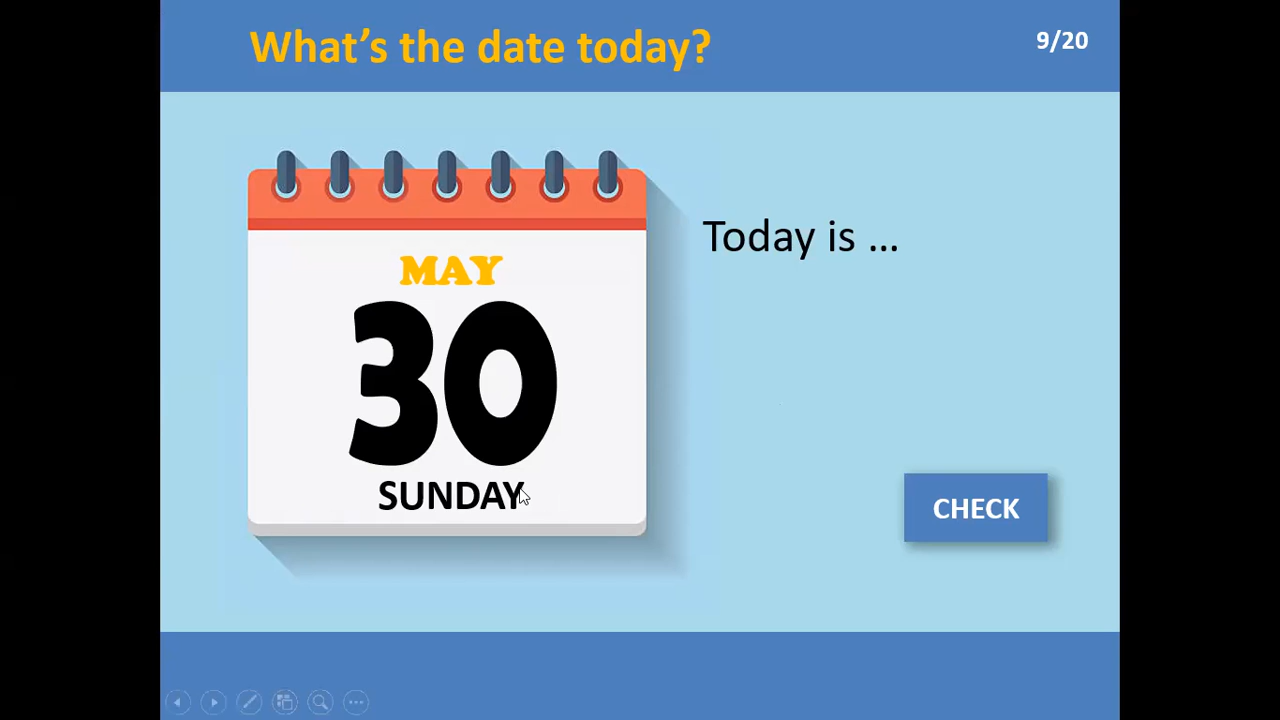 What's the date today?
9/20
MAY
30
SUNDAY
Today is ...
CHECK